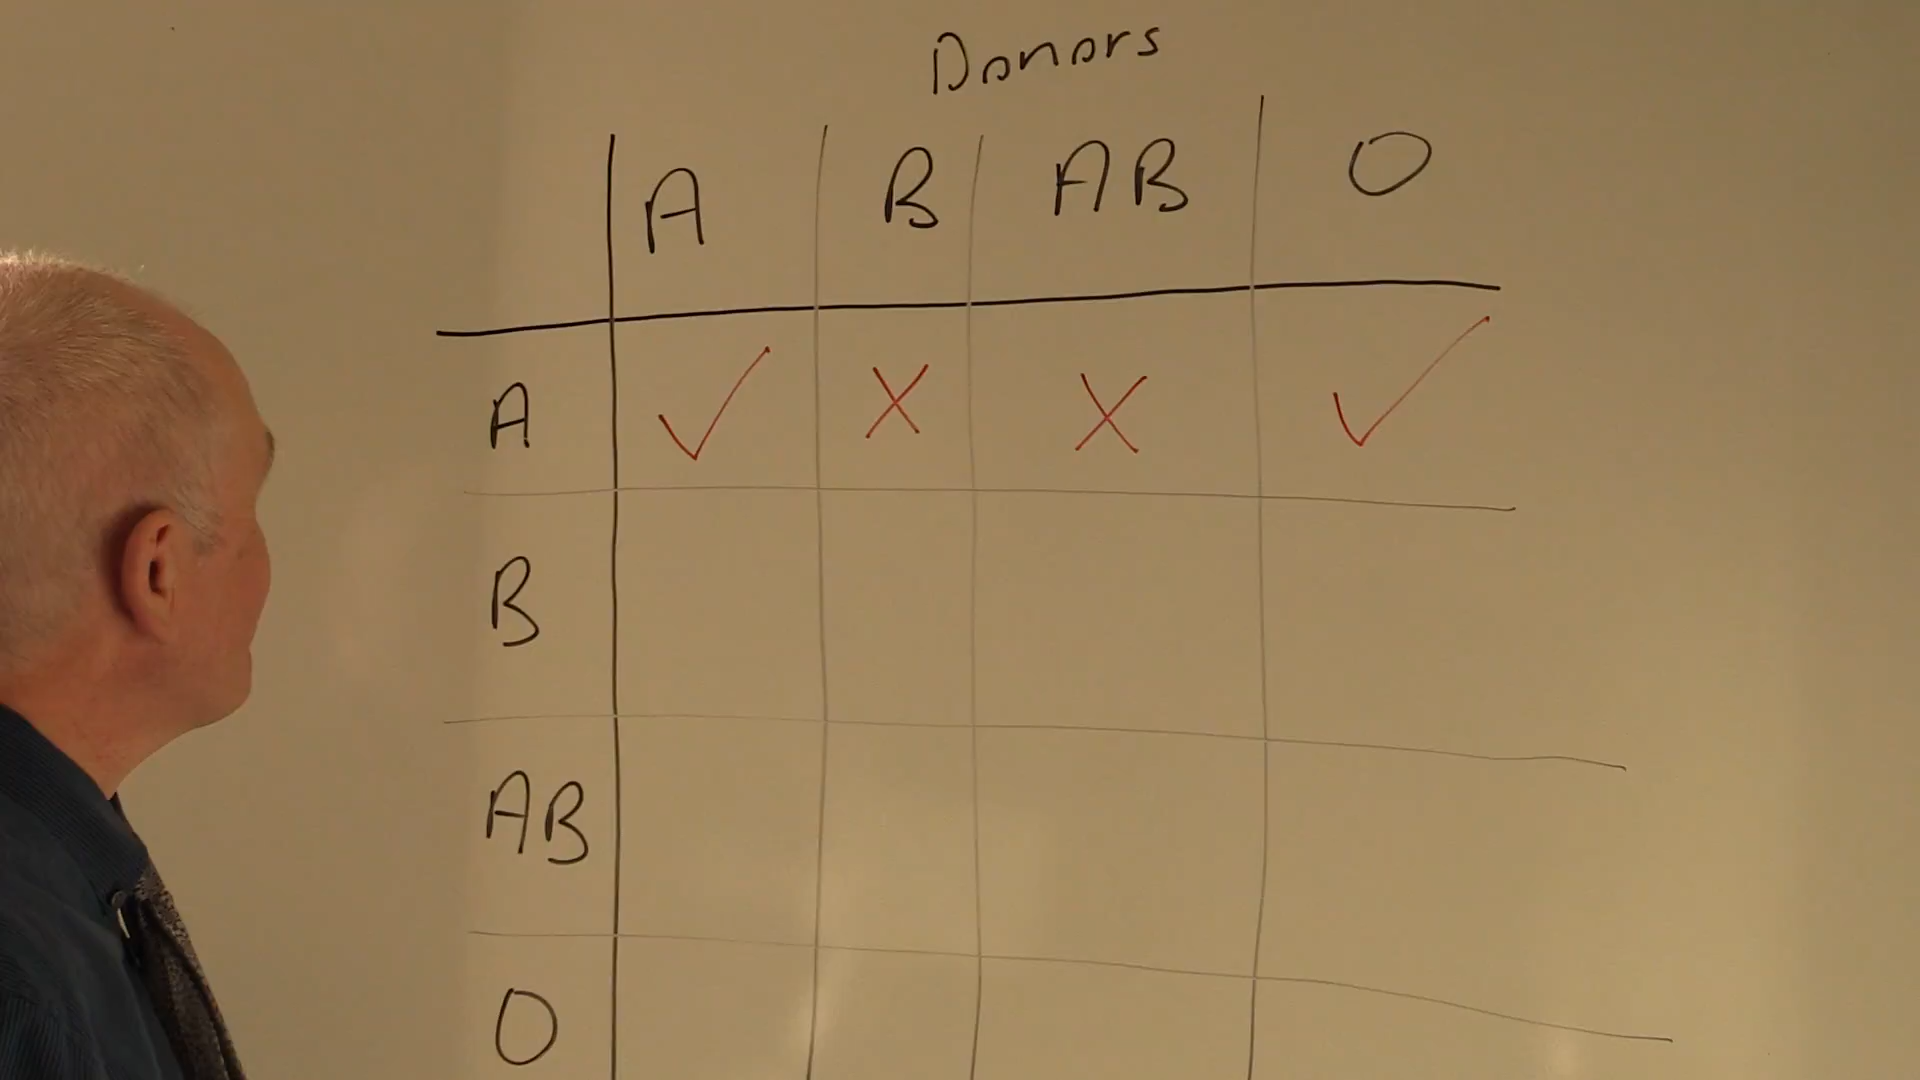 Donors
A B AB O
A ✓ X X ✓
B
AB
O